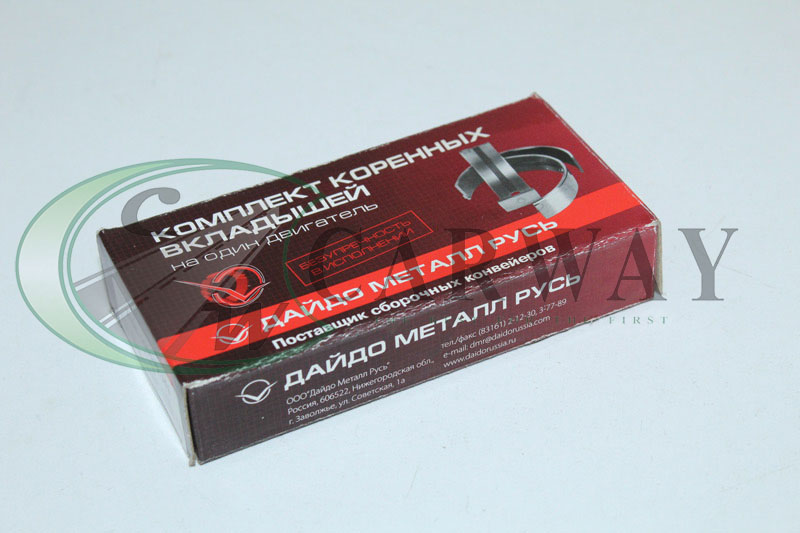 КОМПЛЕКТ КОРЕННЫХ
ВКЛАДЫШЕЙ
на один двигатель
БЕЗУПРЕЧНОСТЬ
В ИСПОЛНЕНИИ
ДАЙДО МЕТАЛЛ РУСЬ
Поставщик сборочных конвейеров
ДАЙДО МЕТАЛЛ РУСЬ
ООО"Дайдо Металл Русь"
Россия, 606522, Нижегородская обл.,
г. Заволжье, ул. Советская, 1а
тел./факс (83161) 2-12-30, 3-77-89
e-mail: dmr@daidorussia.com
www.daidorussia.ru
CARWAY
FIRST